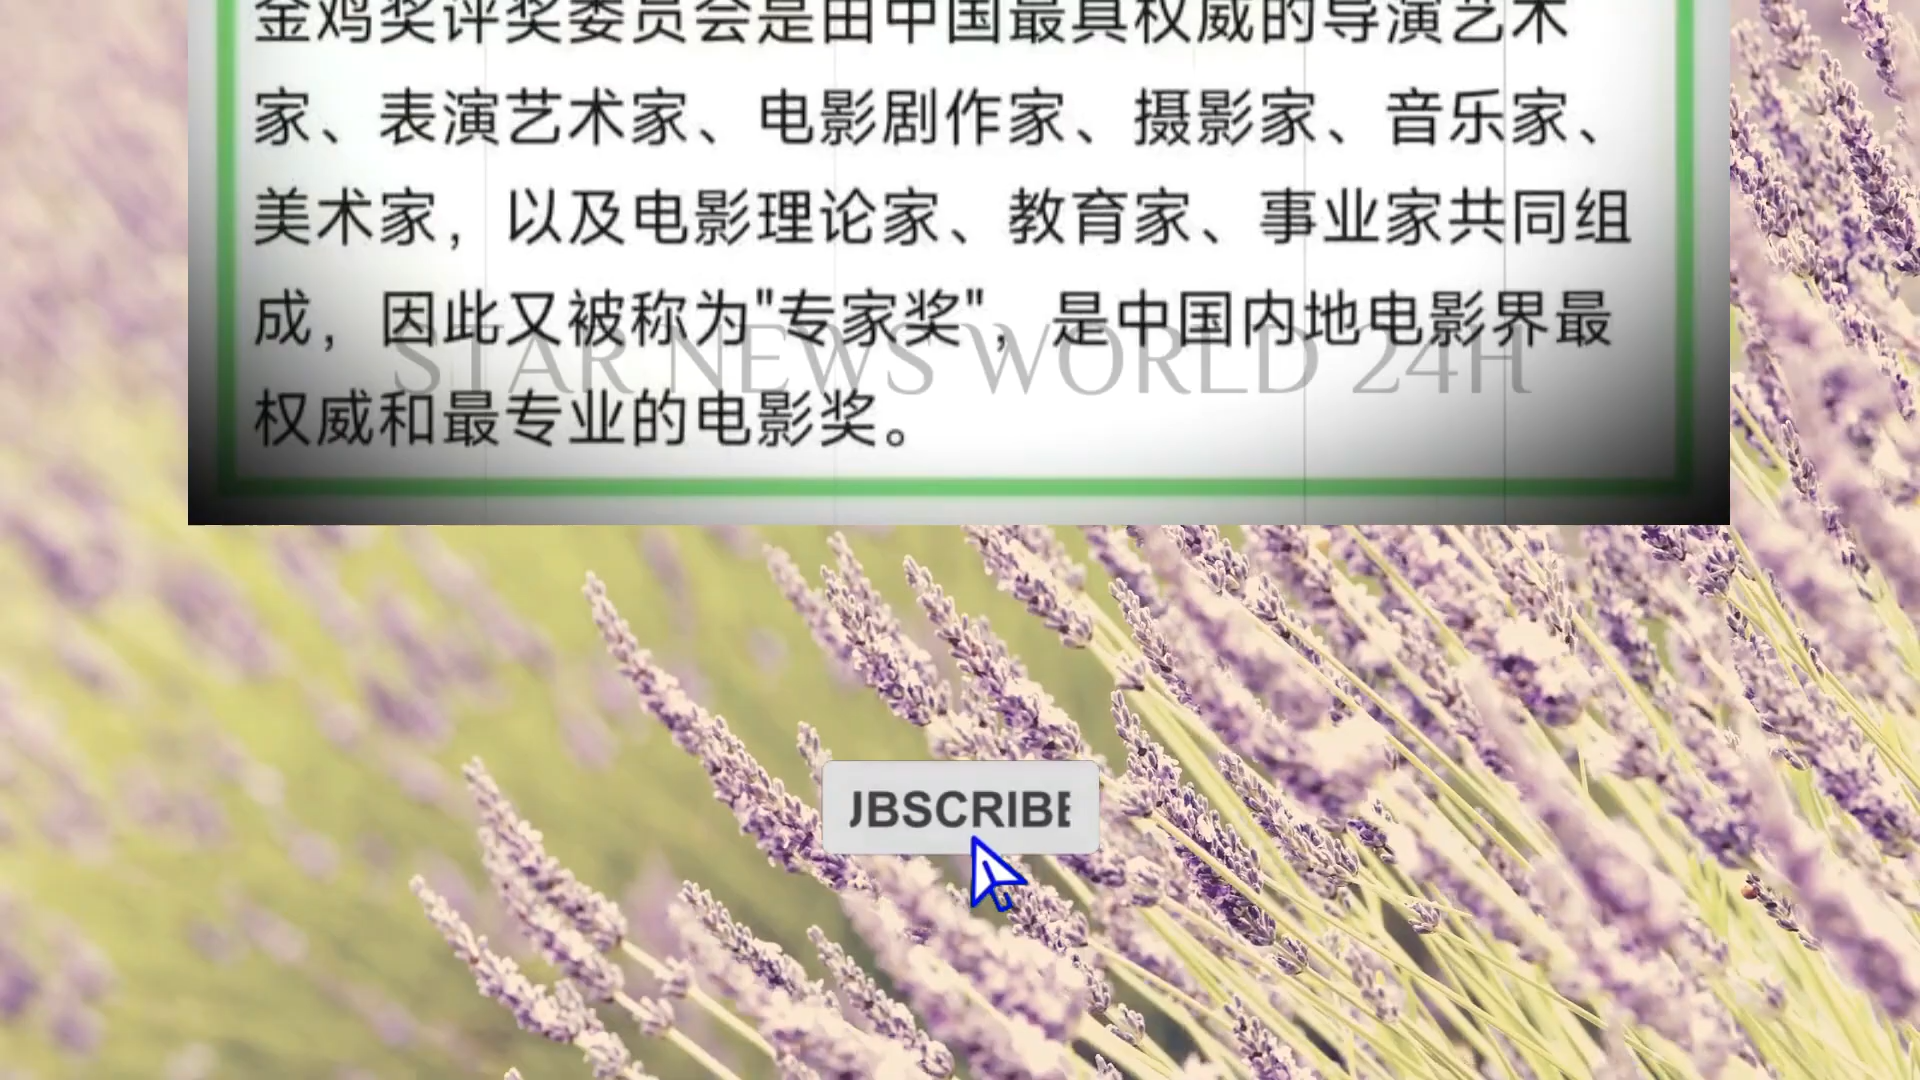 金鸡奖评奖委员会是由中国最具权威的导演艺术
家、表演艺术家、电影剧作家、摄影家、音乐家、
美术家，以及电影理论家、教育家、事业家共同组
成，因此又被称为"专家奖"，是中国内地电影界最
STAR NEWS WORLD 24H
权威和最专业的电影奖。
UBSCRIBE